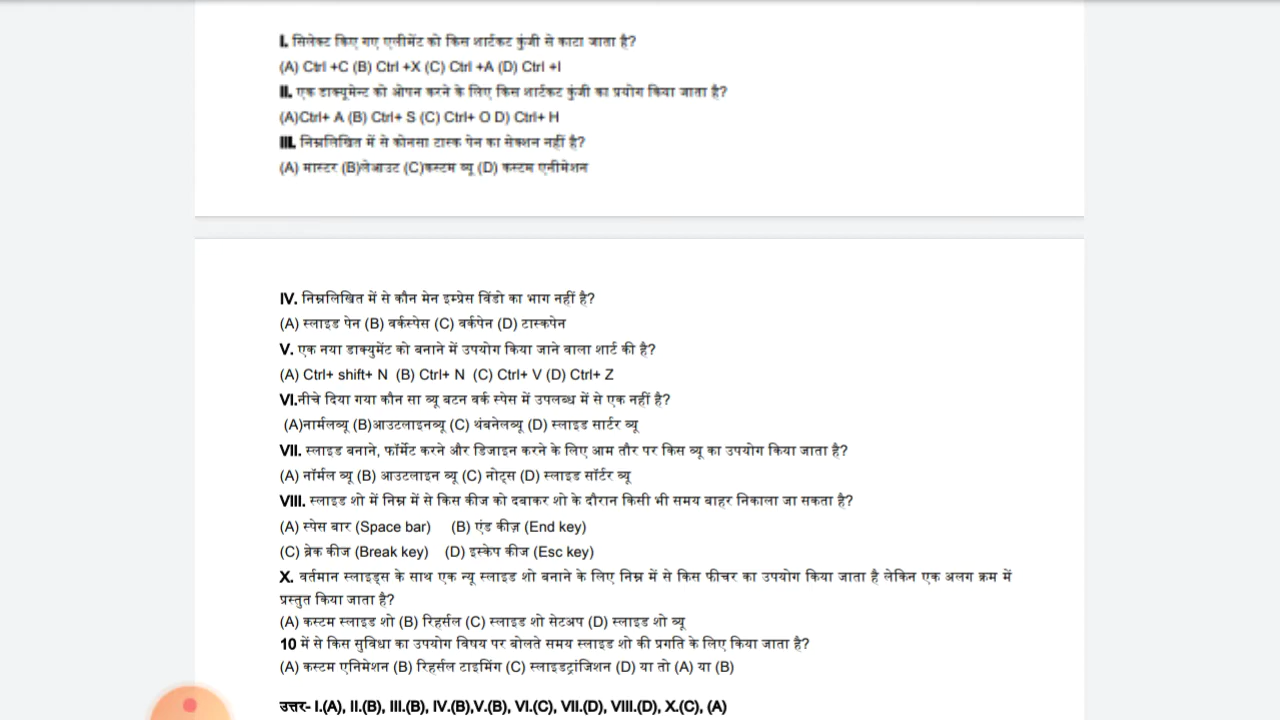 I. सिलेक्ट किए गए एलीमेंट को किस शार्टकट कुंजी से काटा जाता है?
(A) Ctrl +C (B) Ctrl +X (C) Ctrl +A (D) Ctrl +I
II. एक डाक्यूमेन्ट को ओपन करने के लिए किस शार्टकट कुंजी का प्रयोग किया जाता है?
(A)Ctrl+ A (B) Ctrl+ S (C) Ctrl+ O D) Ctrl+ H
III. निम्नलिखित में से कोनसा टास्क पेन का सेक्शन नहीं है?
(A) मास्टर (B)लेआउट (C)कस्टम व्यू (D) कस्टम एनीमेशन
IV. निम्नलिखित में से कौन मेन इम्प्रेस विंडो का भाग नहीं है?
(A) स्लाइड पेन (B) वर्कस्पेस (C) वर्कपेन (D) टास्कपेन
V. एक नया डाक्युमेंट को बनाने में उपयोग किया जाने वाला शार्ट की है?
(A) Ctrl+ shift+ N (B) Ctrl+ N (C) Ctrl+ V (D) Ctrl+ Z
VI.नीचे दिया गया कौन सा व्यू बटन वर्क स्पेस में उपलब्ध में से एक नहीं है?
(A)नार्मलव्यू (B)आउटलाइनव्यू (C) थंबनेलव्यू (D) स्लाइड सार्टर व्यू
VII. स्लाइड बनाने, फॉर्मेट करने और डिजाइन करने के लिए आम तौर पर किस व्यू का उपयोग किया जाता है?
(A) नॉर्मल व्यू (B) आउटलाइन व्यू (C) नोट्स (D) स्लाइड सॉर्टर व्यू
VIII. स्लाइड शो में निम्न में से किस कीज को दबाकर शो के दौरान किसी भी समय बाहर निकाला जा सकता है?
(A) स्पेस बार (Space bar) (B) एंड कीज़ (End key)
(C) ब्रेक कीज (Break key) (D) इस्केप कीज (Esc key)
X. वर्तमान स्लाइड्स के साथ एक न्यू स्लाइड शो बनाने के लिए निम्न में से किस फीचर का उपयोग किया जाता है लेकिन एक अलग क्रम में
प्रस्तुत किया जाता है?
(A) कस्टम स्लाइड शो (B) रिहर्सल (C) स्लाइड शो सेटअप (D) स्लाइड शो व्यू
10 में से किस सुविधा का उपयोग विषय पर बोलते समय स्लाइड शो की प्रगति के लिए किया जाता है?
(A) कस्टम एनिमेशन (B) रिहर्सल टाइमिंग (C) स्लाइडट्रांजिशन (D) या तो (A) या (B)
उत्तर- I.(A), II.(B), III.(B), IV.(B),V.(B), VI.(C), VII.(D), VIII.(D), X.(C), (A)